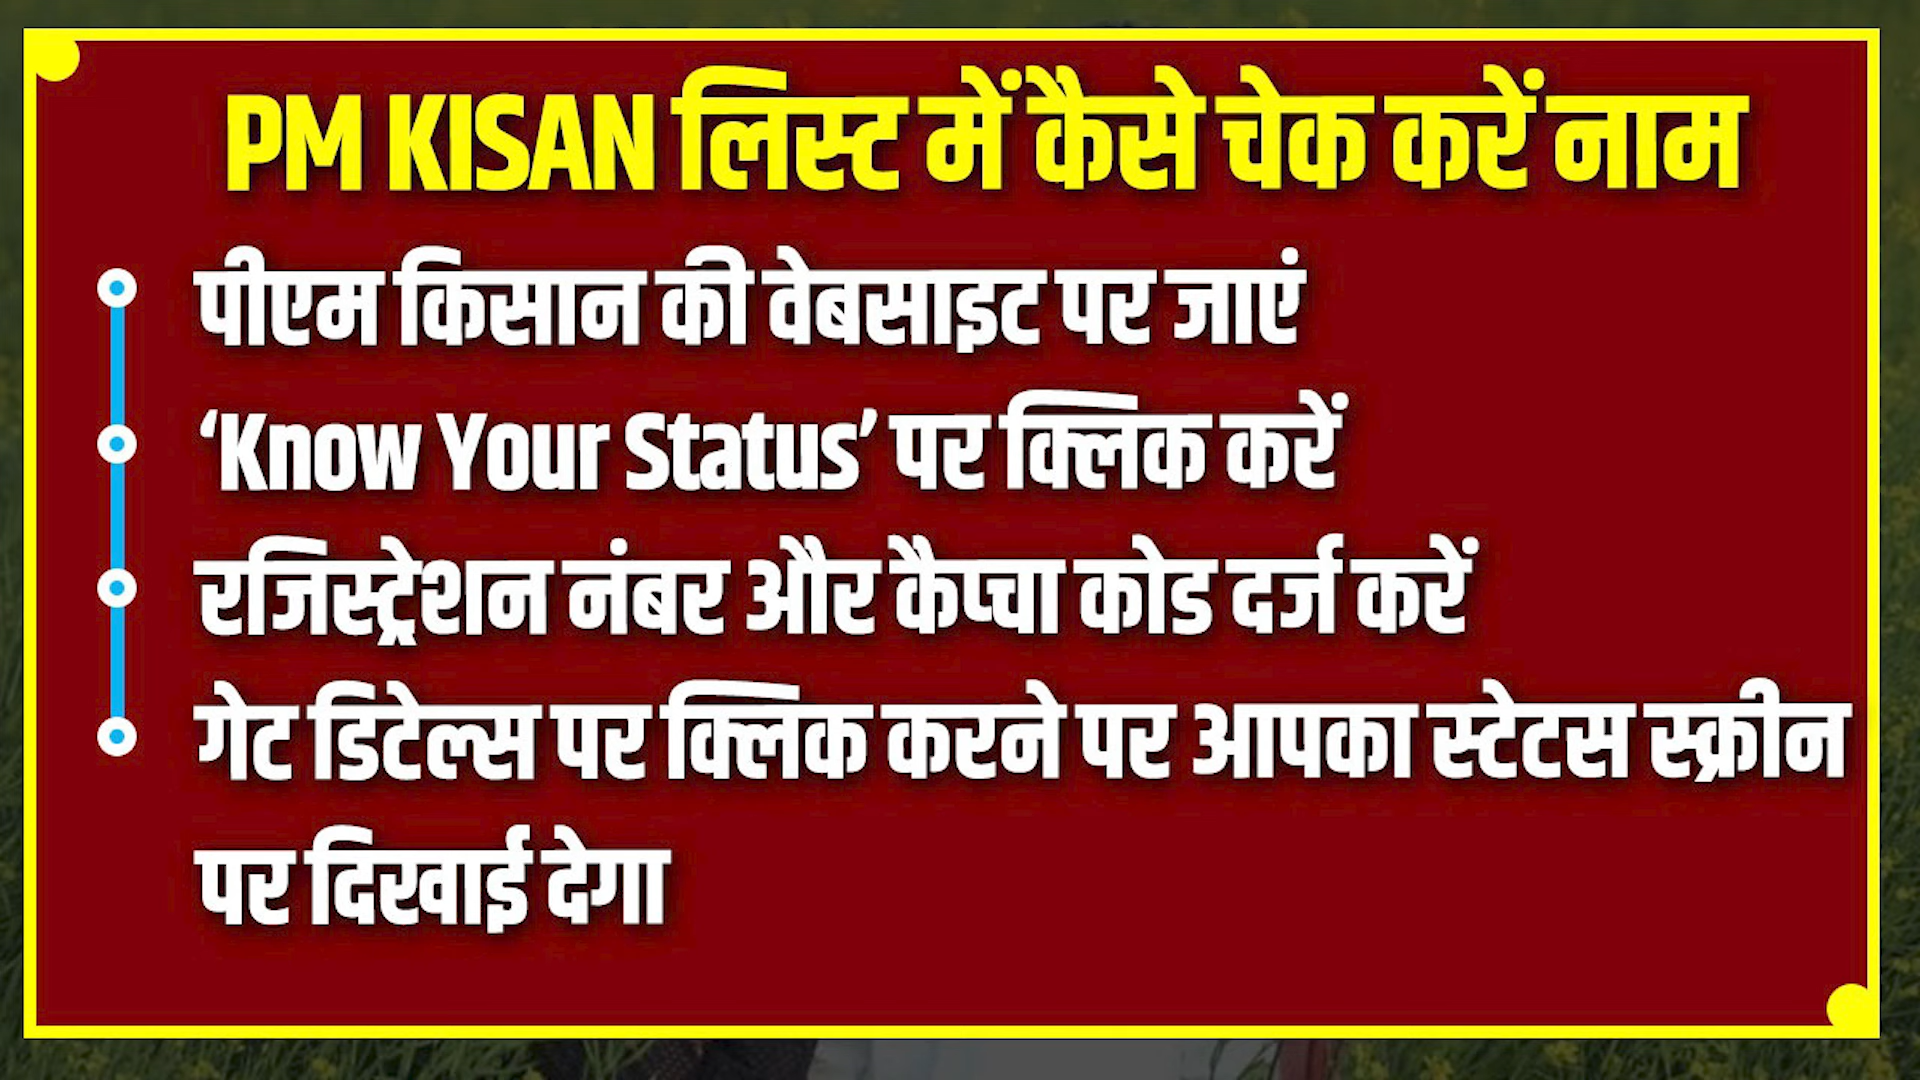 PM KISAN लिस्ट में कैसे चेक करें नाम
पीएम किसान की वेबसाइट पर जाएं
‘Know Your Status’ पर क्लिक करें
रजिस्ट्रेशन नंबर और कैप्चा कोड दर्ज करें
गेट डिटेल्स पर क्लिक करने पर आपका स्टेटस स्क्रीन
पर दिखाई देगा